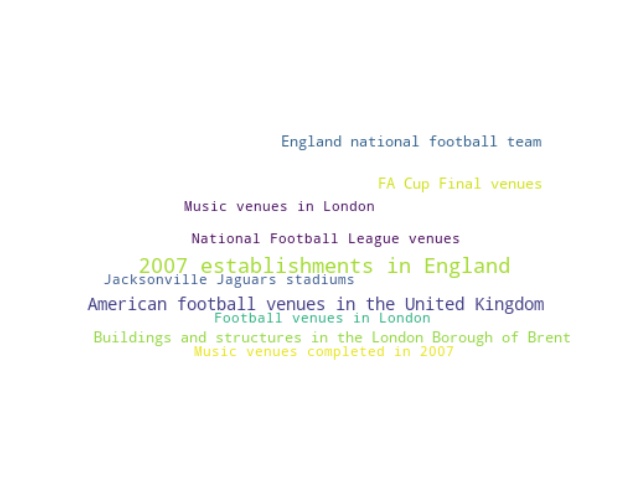 England national football team
FA Cup Final venues
Music venues in London
National Football League venues
2007 establishments in England
Jacksonville Jaguars stadiums
American football venues in the United Kingdom
Football venues in London
Buildings and structures in the London Borough of Brent
Music venues completed in 2007